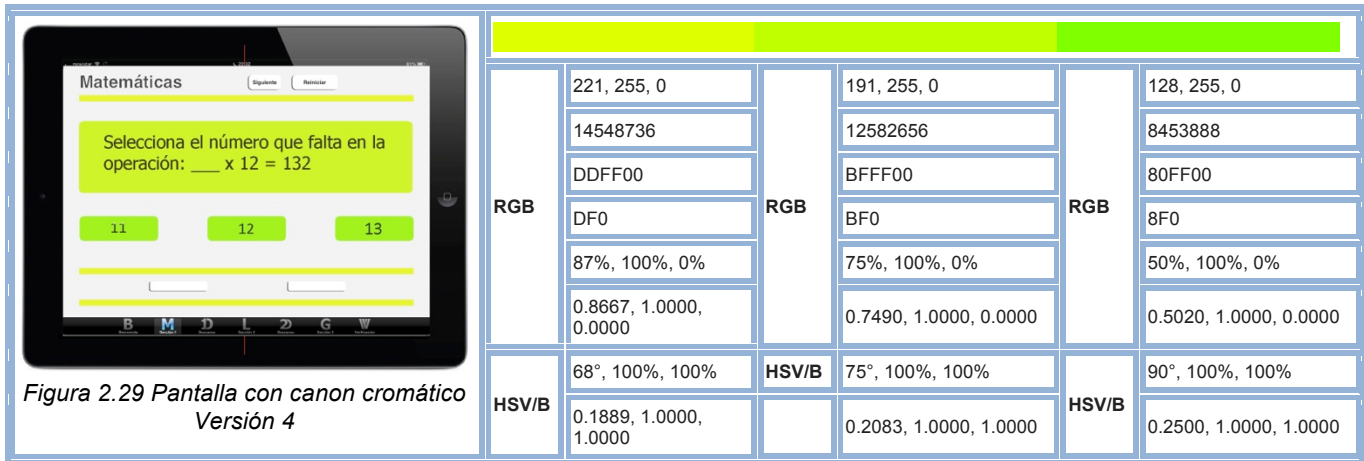 Matemáticas
Siguiente
Reiniciar
Selecciona el número que falta en la
operación: ___ x 12 = 132
11
12
13
B
M
D
L
D
G
W
Figura 2.29 Pantalla con canon cromático
Versión 4
RGB
221, 255, 0
14548736
DDFF00
DF0
87%, 100%, 0%
0.8667, 1.0000,
0.0000
RGB
191, 255, 0
12582656
BFFF00
BF0
75%, 100%, 0%
0.7490, 1.0000, 0.0000
RGB
128, 255, 0
8453888
80FF00
8F0
50%, 100%, 0%
0.5020, 1.0000, 0.0000
HSV/B
68°, 100%, 100%
0.1889, 1.0000,
1.0000
HSV/B
75°, 100%, 100%
0.2083, 1.0000, 1.0000
HSV/B
90°, 100%, 100%
0.2500, 1.0000, 1.0000